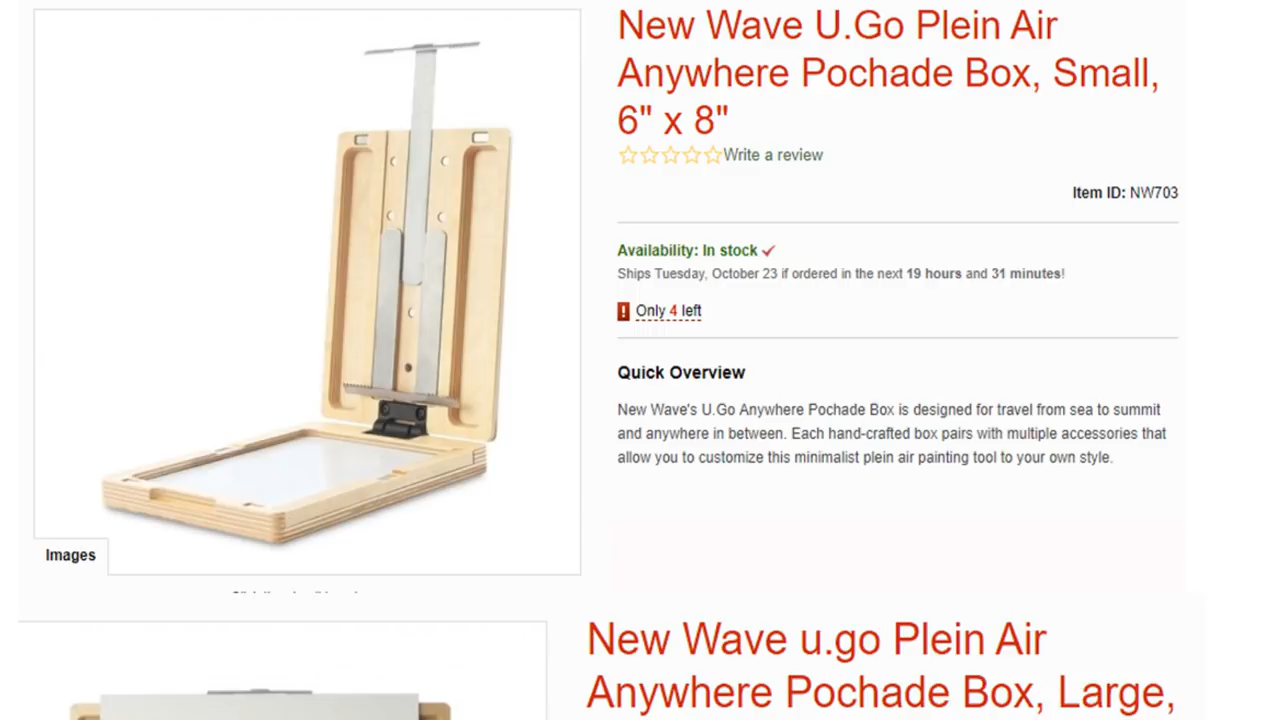 New Wave U.Go Plein Air
Anywhere Pochade Box, Small,
6" x 8"
Write a review
Item ID: NW703
Availability: In stock
Ships Tuesday, October 23 if ordered in the next 19 hours and 31 minutes!
! Only 4 left
Quick Overview
New Wave's U.Go Anywhere Pochade Box is designed for travel from sea to summit
and anywhere in between. Each hand-crafted box pairs with multiple accessories that
allow you to customize this minimalist plein air painting tool to your own style.
Images
New Wave u.go Plein Air
Anywhere Pochade Box, Large,